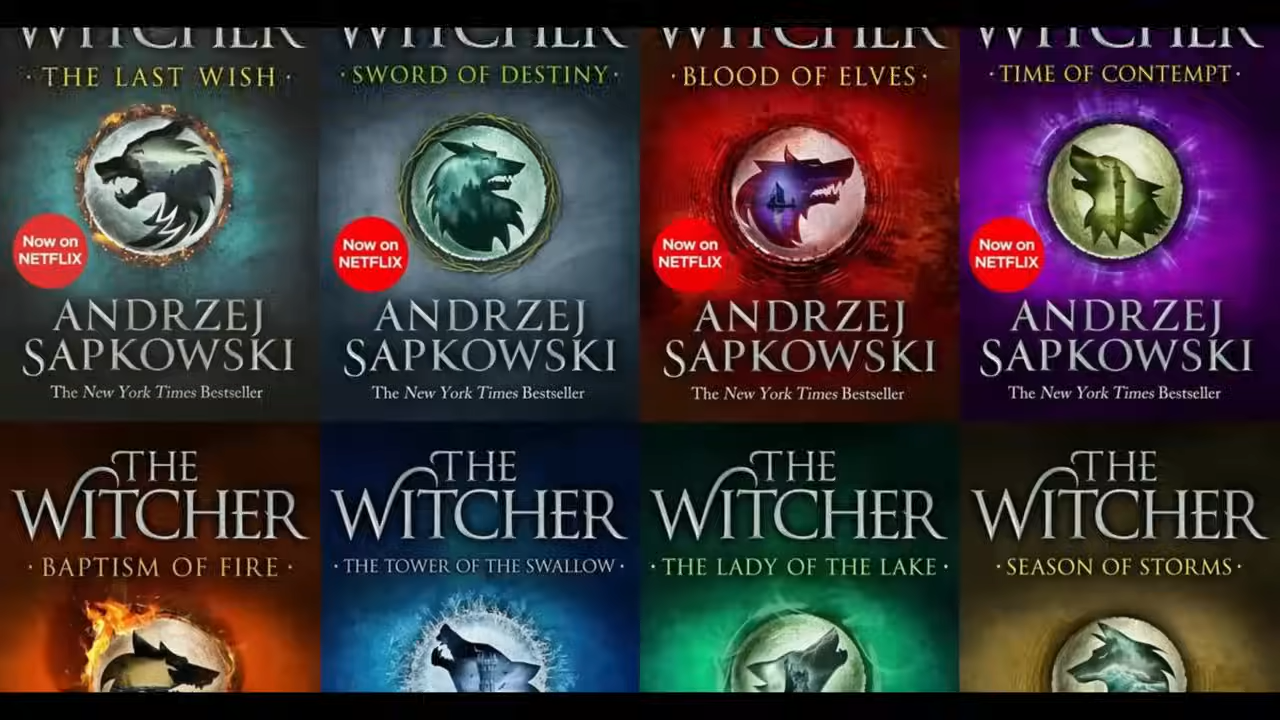 WITCHER
· THE LAST WISH ·
Now on
NETFLIX
ANDRZEJ
SAPKOWSKI
The New York Times Bestseller
WITCHER
· SWORD OF DESTINY ·
Now on
NETFLIX
ANDRZEJ
SAPKOWSKI
The New York Times Bestseller
WITCHER
· BLOOD OF ELVES ·
Now on
NETFLIX
ANDRZEJ
SAPKOWSKI
The New York Times Bestseller
WITCHER
· TIME OF CONTEMPT ·
Now on
NETFLIX
ANDRZEJ
SAPKOWSKI
The New York Times Bestseller
THE
WITCHER
· BAPTISM OF FIRE ·
THE
WITCHER
· THE TOWER OF THE SWALLOW ·
THE
WITCHER
· THE LADY OF THE LAKE ·
THE
WITCHER
· SEASON OF STORMS ·